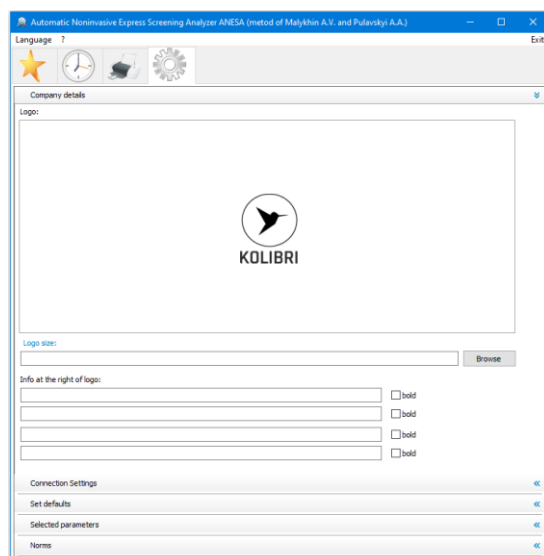 Automatic Noninvasive Express Screening Analyzer ANESA (metod of Malykhin A.V. and Pulavskyi A.A.)
Language ? Exit
Company details
Logo:
KOLIBRI
Logo size:
Browse
Info at the right of logo:
bold
bold
bold
bold
Connection Settings
Set defaults
Selected parameters
Norms